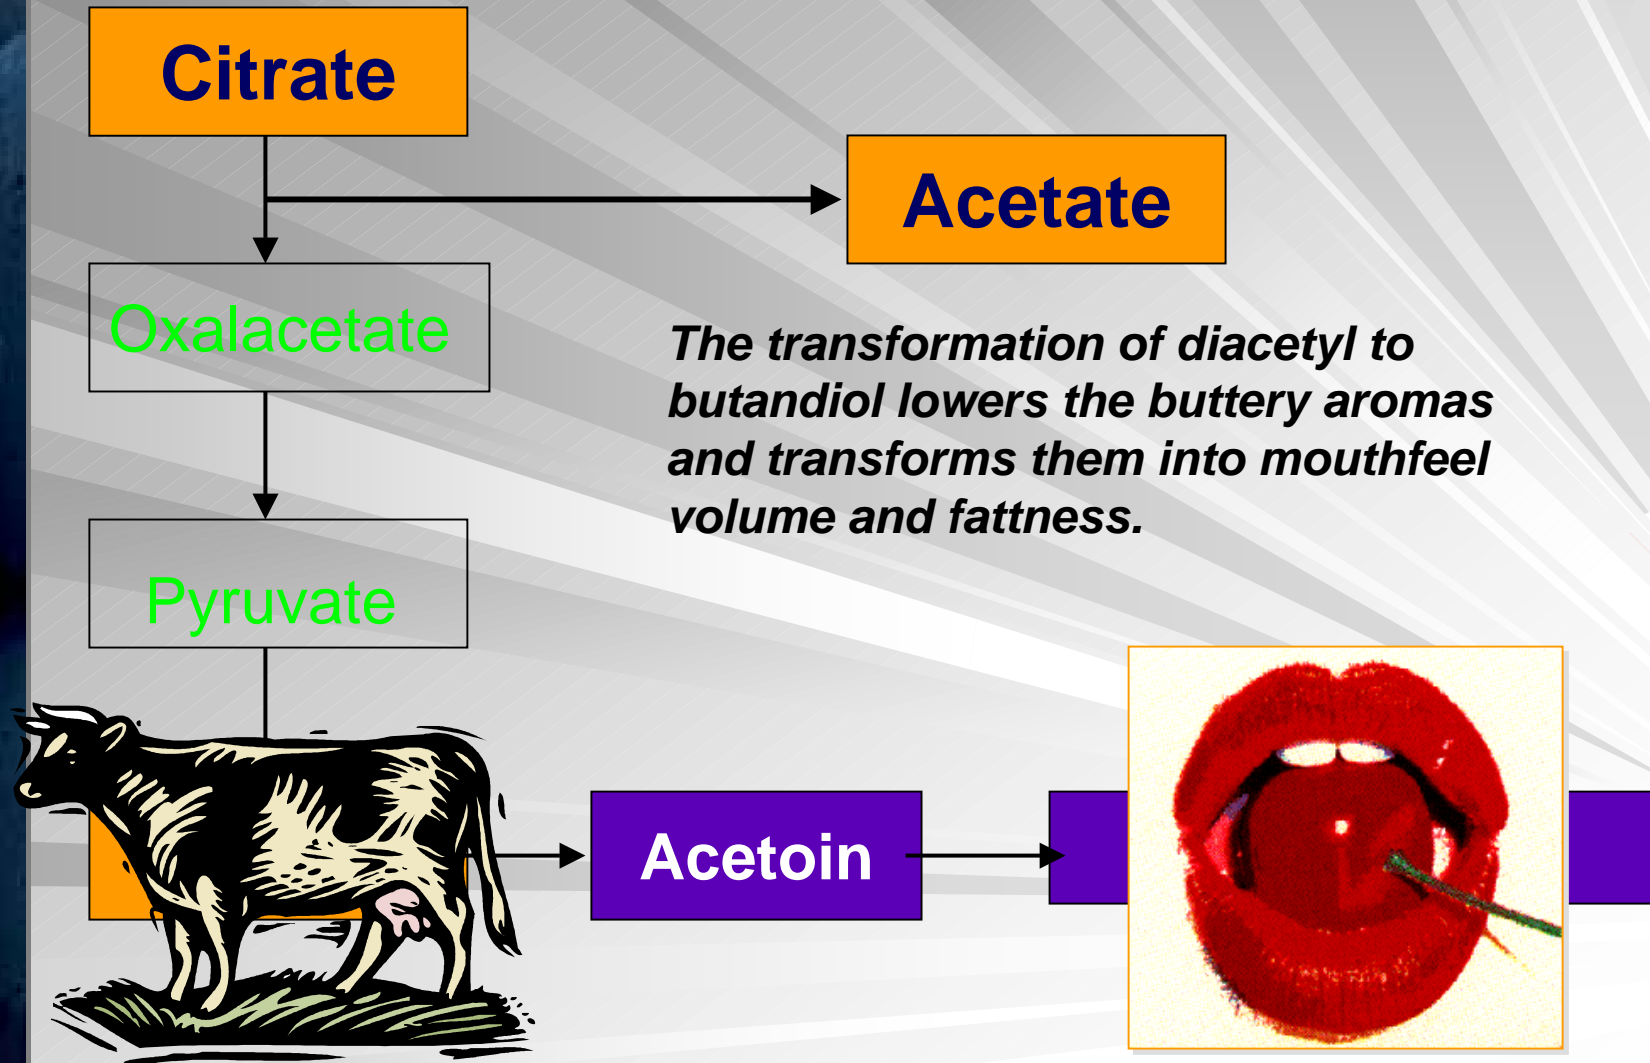 Citrate
Acetate
Oxalacetate
The transformation of diacetyl to
butandiol lowers the buttery aromas
and transforms them into mouthfeel
volume and fattness.
Pyruvate
Acetoin